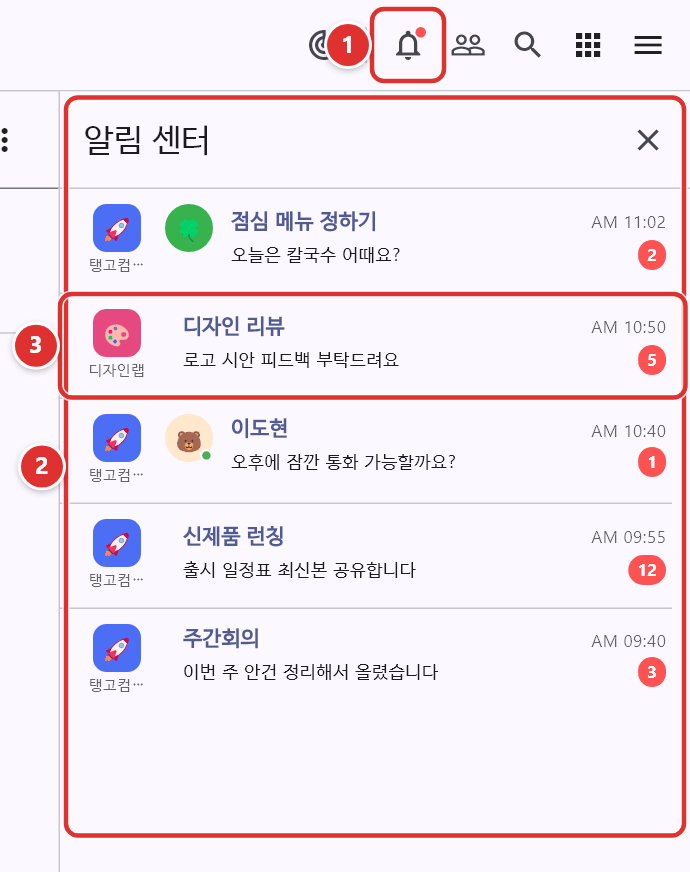 1
알림 센터
점심 메뉴 정하기
AM 11:02
탱고컴…
오늘은 칼국수 어때요?
2
3
디자인 리뷰
AM 10:50
디자인랩
로고 시안 피드백 부탁드려요
5
2
이도현
AM 10:40
탱고컴…
오후에 잠깐 통화 가능할까요?
1
신제품 런칭
AM 09:55
탱고컴…
출시 일정표 최신본 공유합니다
12
주간회의
AM 09:40
탱고컴…
이번 주 안건 정리해서 올렸습니다
3